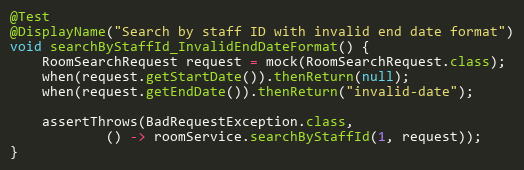 @Test
@DisplayName("Search by staff ID with invalid end date format")
void searchByStaffId_InvalidEndDateFormat() {
    RoomSearchRequest request = mock(RoomSearchRequest.class);
    when(request.getStartDate()).thenReturn(null);
    when(request.getEndDate()).thenReturn("invalid-date");

    assertThrows(BadRequestException.class,
            () -> roomService.searchByStaffId(1, request));
}